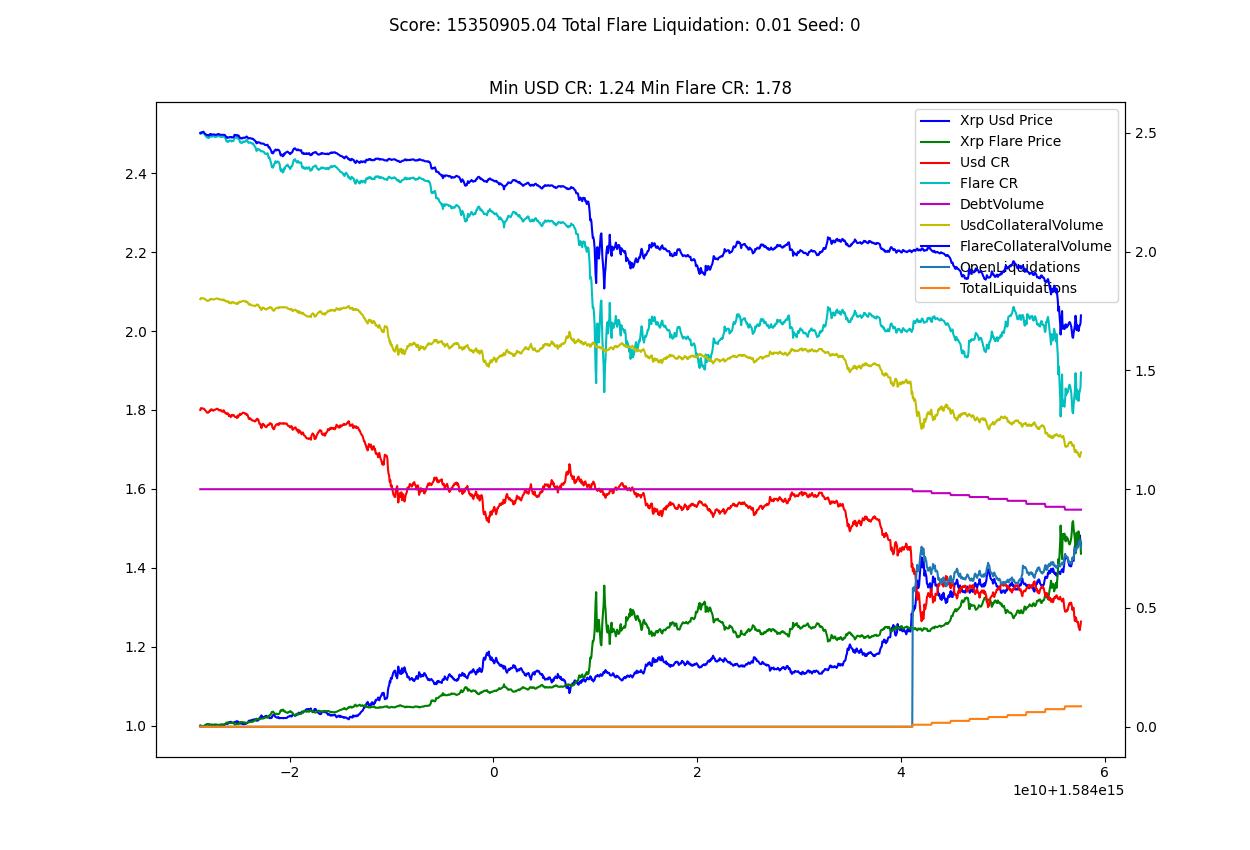 Score: 15350905.04 Total Flare Liquidation: 0.01 Seed: 0
Min USD CR: 1.24 Min Flare CR: 1.78
Xrp Usd Price
Xrp Flare Price
Usd CR
Flare CR
DebtVolume
UsdCollateralVolume
FlareCollateralVolume
OpenLiquidations
TotalLiquidations
2.4
2.2
2.0
1.8
1.6
1.4
1.2
1.0
2.5
2.0
1.5
1.0
0.5
0.0
−2
0
2
4
6
1e10+1.584e15